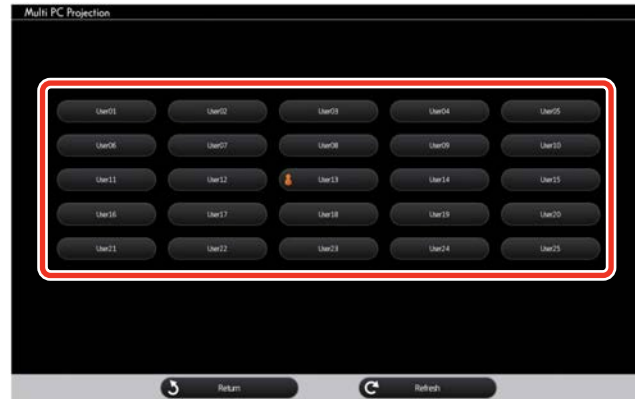 Multi PC Projection
User01 User02 User03 User04 User05
User06 User07 User08 User09 User10
User11 User12 User13 User14 User15
User16 User17 User18 User19 User20
User21 User22 User23 User24 User25
Return Refresh